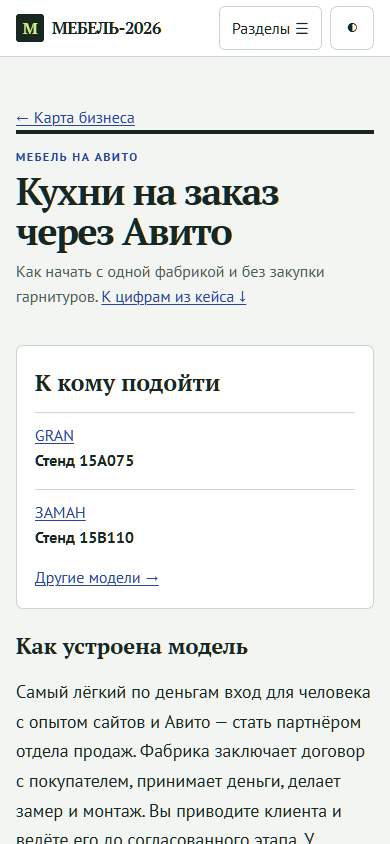 М МЕБЕЛЬ-2026 Разделы ☰
← Карта бизнеса
МЕБЕЛЬ НА АВИТО
Кухни на заказ
через Авито
Как начать с одной фабрикой и без закупки
гарнитуров. К цифрам из кейса ↓
К кому подойти
GRAN
Стенд 15A075
ЗАМАН
Стенд 15B110
Другие модели →
Как устроена модель
Самый лёгкий по деньгам вход для человека
с опытом сайтов и Авито — стать партнёром
отдела продаж. Фабрика заключает договор
с покупателем, принимает деньги, делает
замер и монтаж. Вы приводите клиента и
ведёте его до согласованного этапа. У